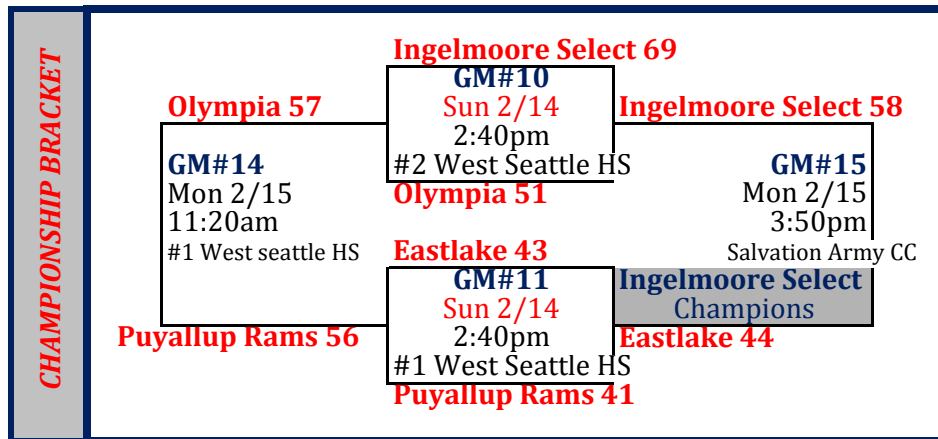 CHAMPIONSHIP BRACKET
Ingelmoore Select 69
GM#10
Sun 2/14
2:40pm
#2 West Seattle HS
Olympia 51
Olympia 57
GM#14
Mon 2/15
11:20am
#1 West seattle HS
Puyallup Rams 56
Eastlake 43
GM#11
Sun 2/14
2:40pm
#1 West Seattle HS
Puyallup Rams 41
Ingelmoore Select 58
GM#15
Mon 2/15
3:50pm
Salvation Army CC
Ingelmoore Select
Champions
Eastlake 44